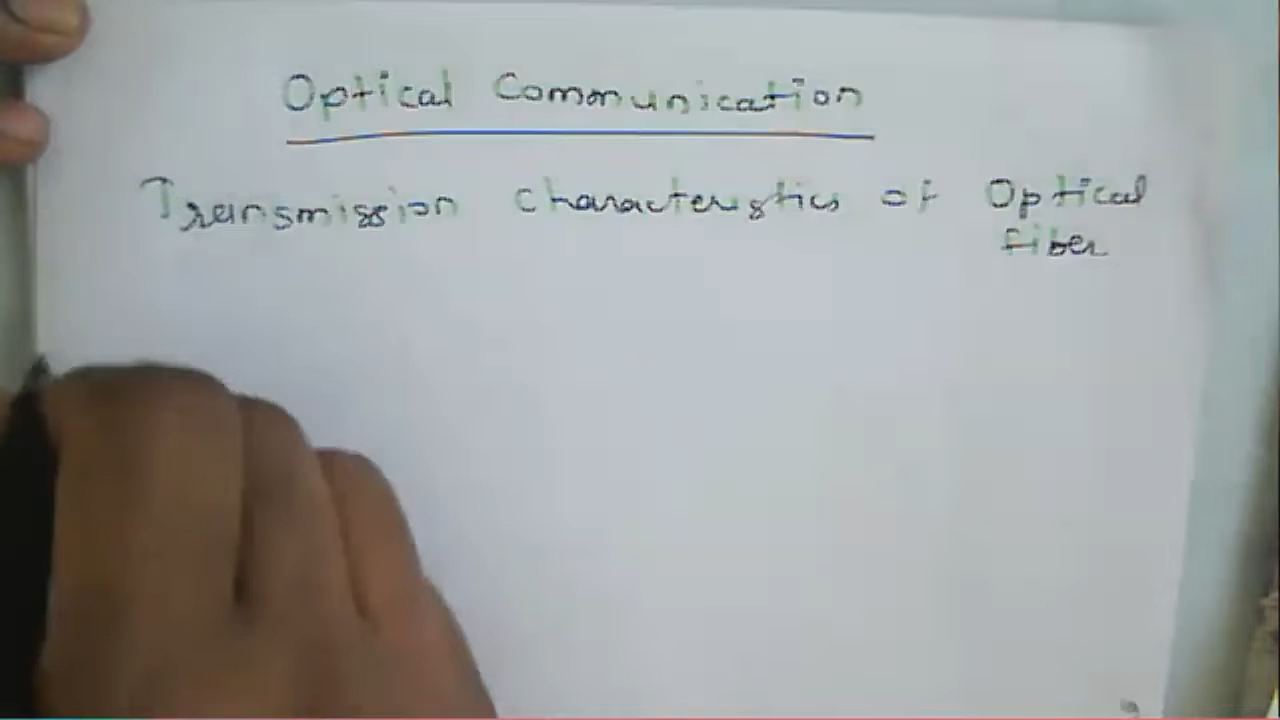 Optical Communication
Transmission characteristics of Optical
fiber